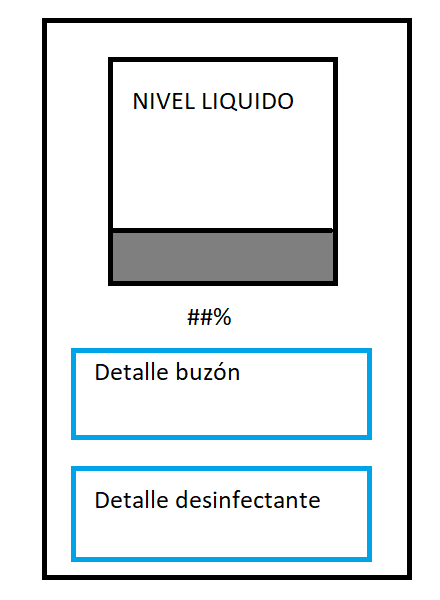 NIVEL LIQUIDO
##%
Detalle buzón
Detalle desinfectante